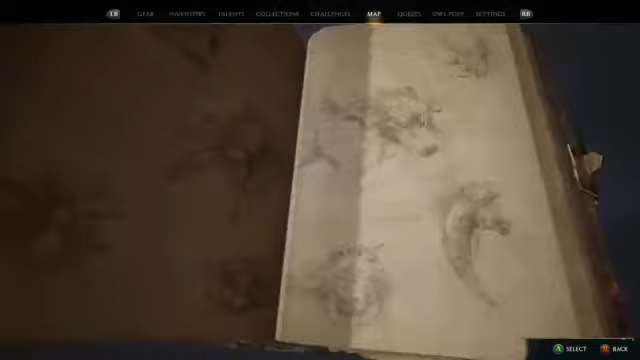 LB GEAR INVENTORY TALENTS COLLECTIONS CHALLENGES MAP QUESTS OWL POST SETTINGS RB
A SELECT B BACK